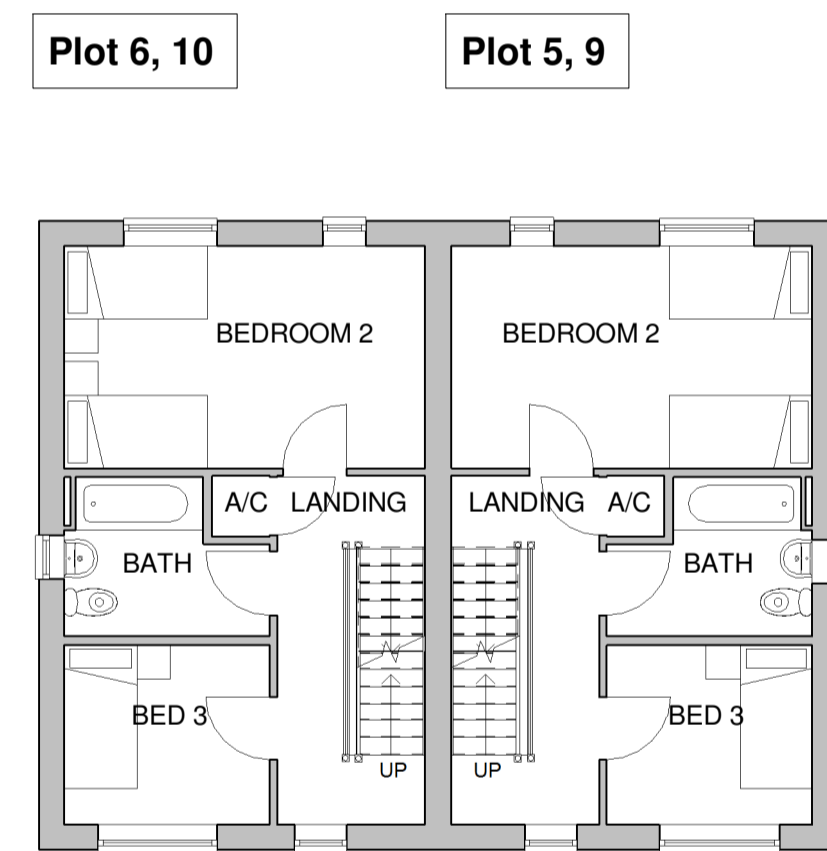 Plot 6, 10
Plot 5, 9
BEDROOM 2
BEDROOM 2
A/C
LANDING
LANDING
A/C
BATH
BATH
BED 3
BED 3
UP
UP